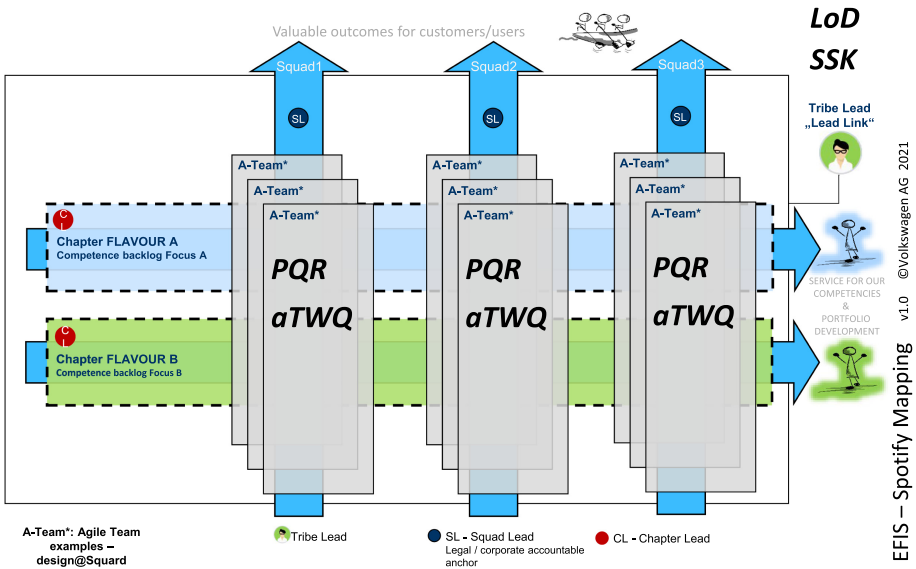 Valuable outcomes for customers/users
LoD
SSK
Squad1
Squad2
Squad3
SL
SL
SL
Tribe Lead
„Lead Link“
A-Team*
A-Team*
A-Team*
A-Team*
A-Team*
A-Team*
A-Team*
A-Team*
A-Team*
C
L
Chapter FLAVOUR A
Competence backlog Focus A
PQR
aTWQ
PQR
aTWQ
PQR
aTWQ
SERVICE FOR OUR
COMPETENCIES
&
PORTFOLIO
DEVELOPMENT
C
L
Chapter FLAVOUR B
Competence backlog Focus B
A-Team*: Agile Team
examples –
design@Squard
Tribe Lead
SL - Squad Lead
Legal / corporate accountable
anchor
CL - Chapter Lead
EFIS – Spotify Mapping v1.0 ©Volkswagen AG 2021